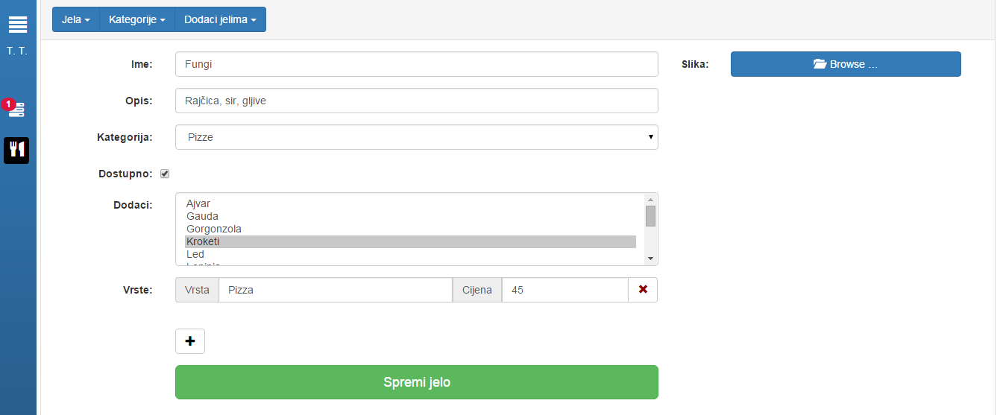 Jela Kategorije Dodaci jelima
T. T.
1
Ime: Fungi
Slika: Browse ...
Opis: Rajčica, sir, gljive
Kategorija: Pizze
Dostupno:
Dodaci:
Ajvar
Gauda
Gorgonzola
Kroketi
Led
Vrste: Vrsta Pizza Cijena 45
Spremi jelo